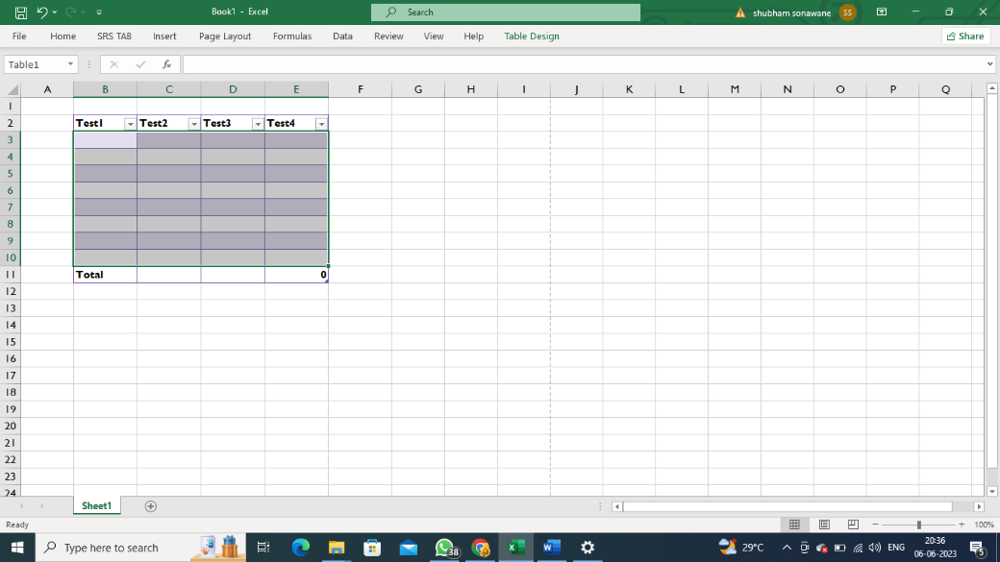 Book1 - Excel
Search
shubham sonawane
SS
File Home SRS TAB Insert Page Layout Formulas Data Review View Help Table Design
Share
Table1
fx
A B C D E F G H I J K L M N O P Q
1
2 Test1 Test2 Test3 Test4
3
4
5
6
7
8
9
10
11 Total 0
12
13
14
15
16
17
18
19
20
21
22
23
24
Sheet1
Ready
100%
Type here to search
38
29°C
ENG
20:36
06-06-2023
5